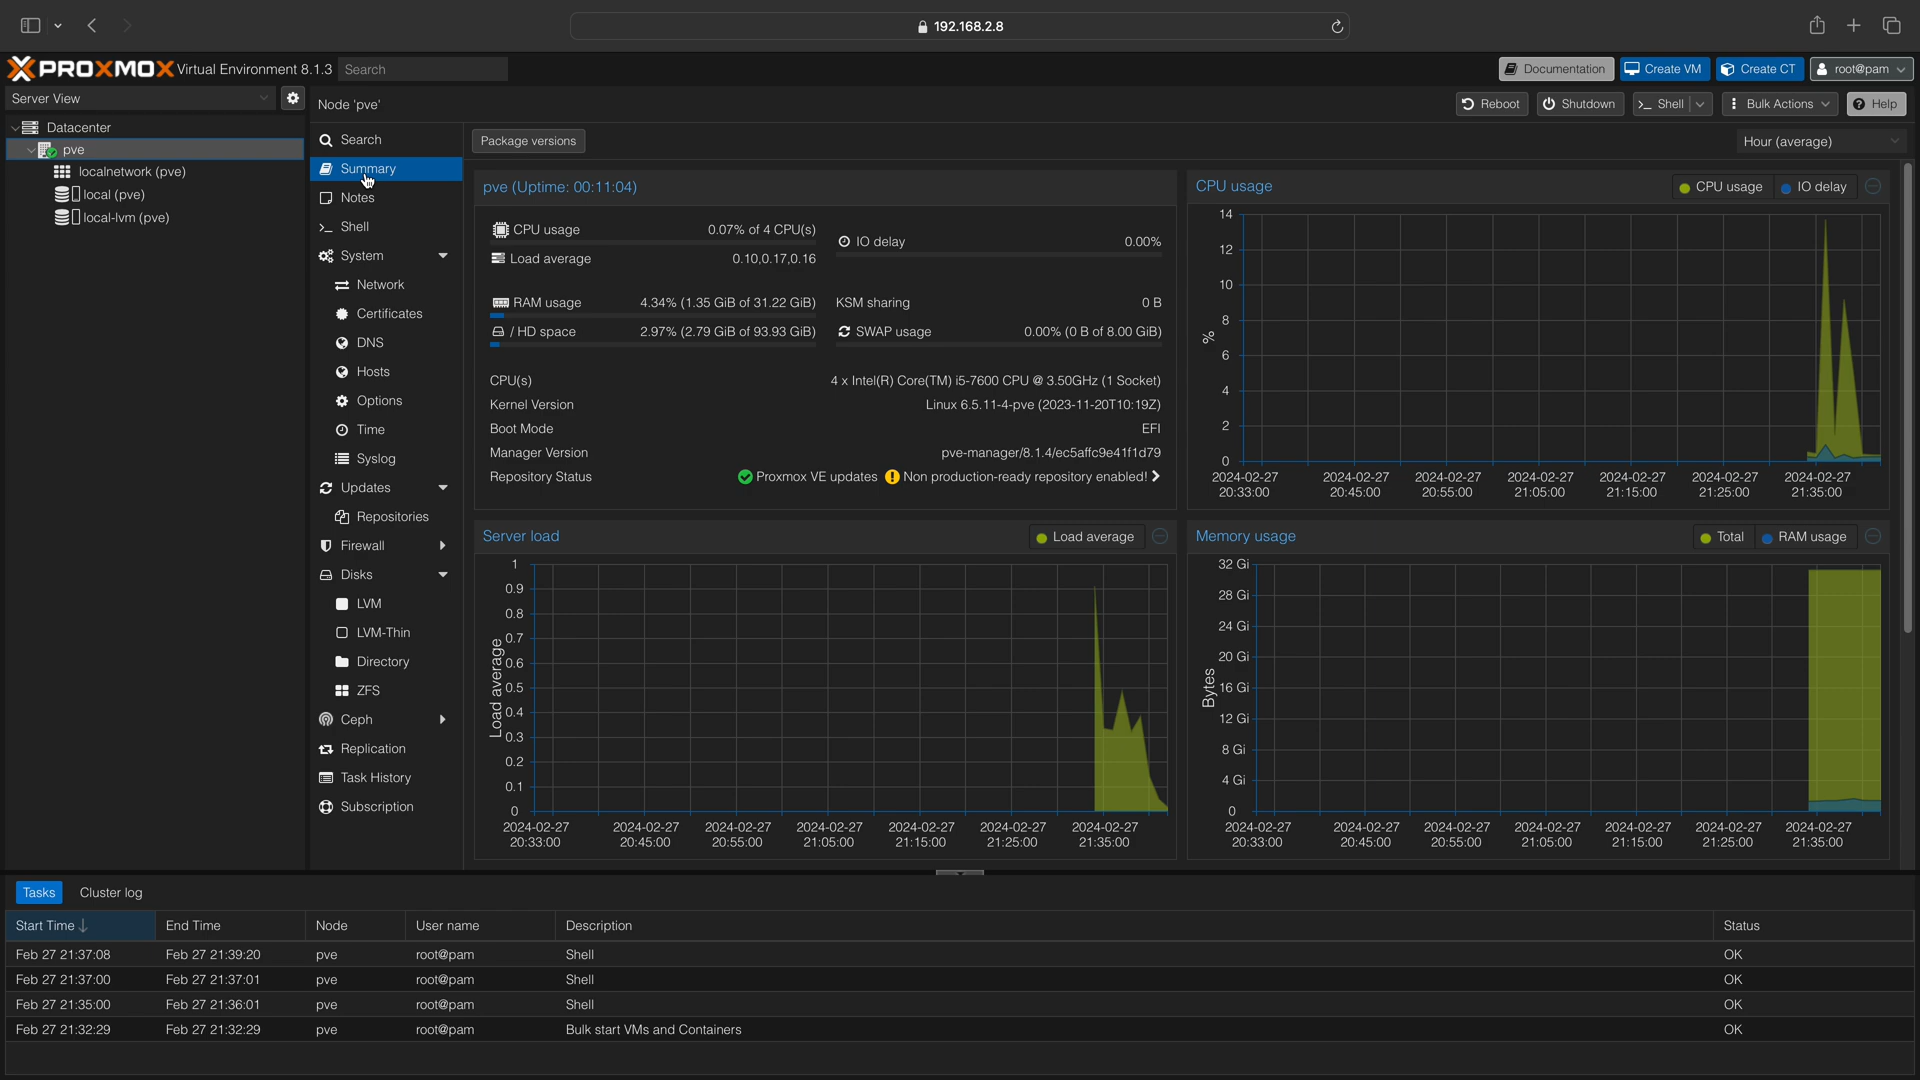 192.168.2.8
PROXMOX Virtual Environment 8.1.3 Search
Documentation Create VM Create CT root@pam
Server View
Node 'pve'
Reboot Shutdown >_ Shell Bulk Actions Help
Datacenter
pve
localnetwork (pve)
local (pve)
local-lvm (pve)
Search
Summary
Notes
>_ Shell
System
Network
Certificates
DNS
Hosts
Options
Time
Syslog
Updates
Repositories
Firewall
Disks
LVM
LVM-Thin
Directory
ZFS
Ceph
Replication
Task History
Subscription
Package versions
Hour (average)
pve (Uptime: 00:11:04)
CPU usage 0.07% of 4 CPU(s)
IO delay 0.00%
Load average 0.10,0.17,0.16
RAM usage 4.34% (1.35 GiB of 31.22 GiB)
KSM sharing 0 B
/ HD space 2.97% (2.79 GiB of 93.93 GiB)
SWAP usage 0.00% (0 B of 8.00 GiB)
CPU(s) 4 x Intel(R) Core(TM) i5-7600 CPU @ 3.50GHz (1 Socket)
Kernel Version Linux 6.5.11-4-pve (2023-11-20T10:19Z)
Boot Mode EFI
Manager Version pve-manager/8.1.4/ec5affc9e41f1d79
Repository Status Proxmox VE updates Non production-ready repository enabled!
CPU usage
CPU usage IO delay
14
12
10
8
6
4
2
0
%
2024-02-27 2024-02-27 2024-02-27 2024-02-27 2024-02-27 2024-02-27 2024-02-27
20:33:00 20:45:00 20:55:00 21:05:00 21:15:00 21:25:00 21:35:00
Server load
Load average
1
0.9
0.8
0.7
0.6
0.5
0.4
0.3
0.2
0.1
0
Load average
2024-02-27 2024-02-27 2024-02-27 2024-02-27 2024-02-27 2024-02-27 2024-02-27
20:33:00 20:45:00 20:55:00 21:05:00 21:15:00 21:25:00 21:35:00
Memory usage
Total RAM usage
32 Gi
28 Gi
24 Gi
20 Gi
16 Gi
12 Gi
8 Gi
4 Gi
0
Bytes
2024-02-27 2024-02-27 2024-02-27 2024-02-27 2024-02-27 2024-02-27 2024-02-27
20:33:00 20:45:00 20:55:00 21:05:00 21:15:00 21:25:00 21:35:00
Tasks Cluster log
Start Time End Time Node User name Description Status
Feb 27 21:37:08 Feb 27 21:39:20 pve root@pam Shell OK
Feb 27 21:37:00 Feb 27 21:37:01 pve root@pam Shell OK
Feb 27 21:35:00 Feb 27 21:36:01 pve root@pam Shell OK
Feb 27 21:32:29 Feb 27 21:32:29 pve root@pam Bulk start VMs and Containers OK